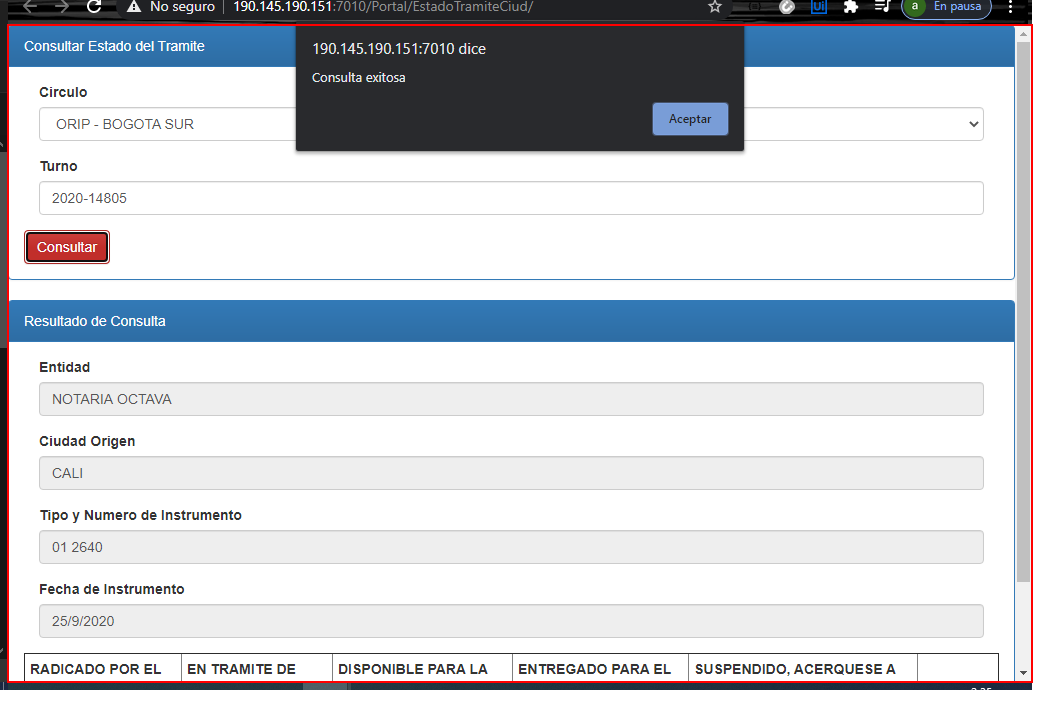 No seguro 190.145.190.151:7010/Portal/EstadoTramiteCiud/
Ui
a
En pausa
Consultar Estado del Tramite
190.145.190.151:7010 dice
Consulta exitosa
Aceptar
Circulo
ORIP - BOGOTA SUR
Turno
2020-14805
Consultar
Resultado de Consulta
Entidad
NOTARIA OCTAVA
Ciudad Origen
CALI
Tipo y Numero de Instrumento
01 2640
Fecha de Instrumento
25/9/2020
RADICADO POR EL EN TRAMITE DE DISPONIBLE PARA LA ENTREGADO PARA EL SUSPENDIDO, ACERQUESE A